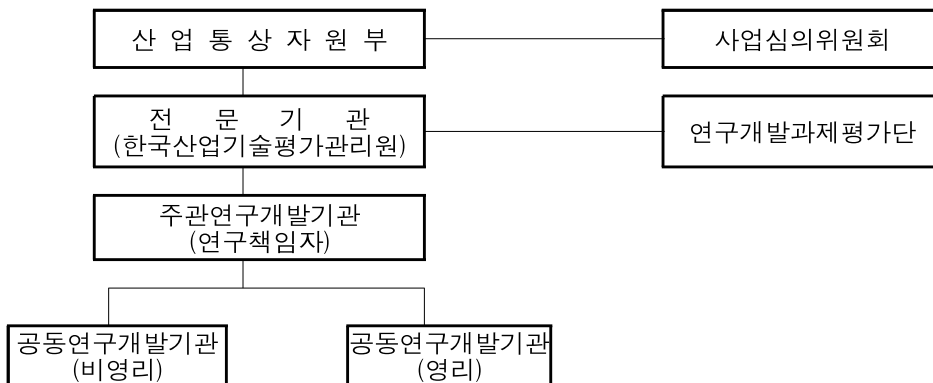 산 업 통 상 자 원 부
사업심의위원회
전 문 기 관
(한국산업기술평가관리원)
연구개발과제평가단
주관연구개발기관
(연구책임자)
공동연구개발기관
(비영리)
공동연구개발기관
(영리)